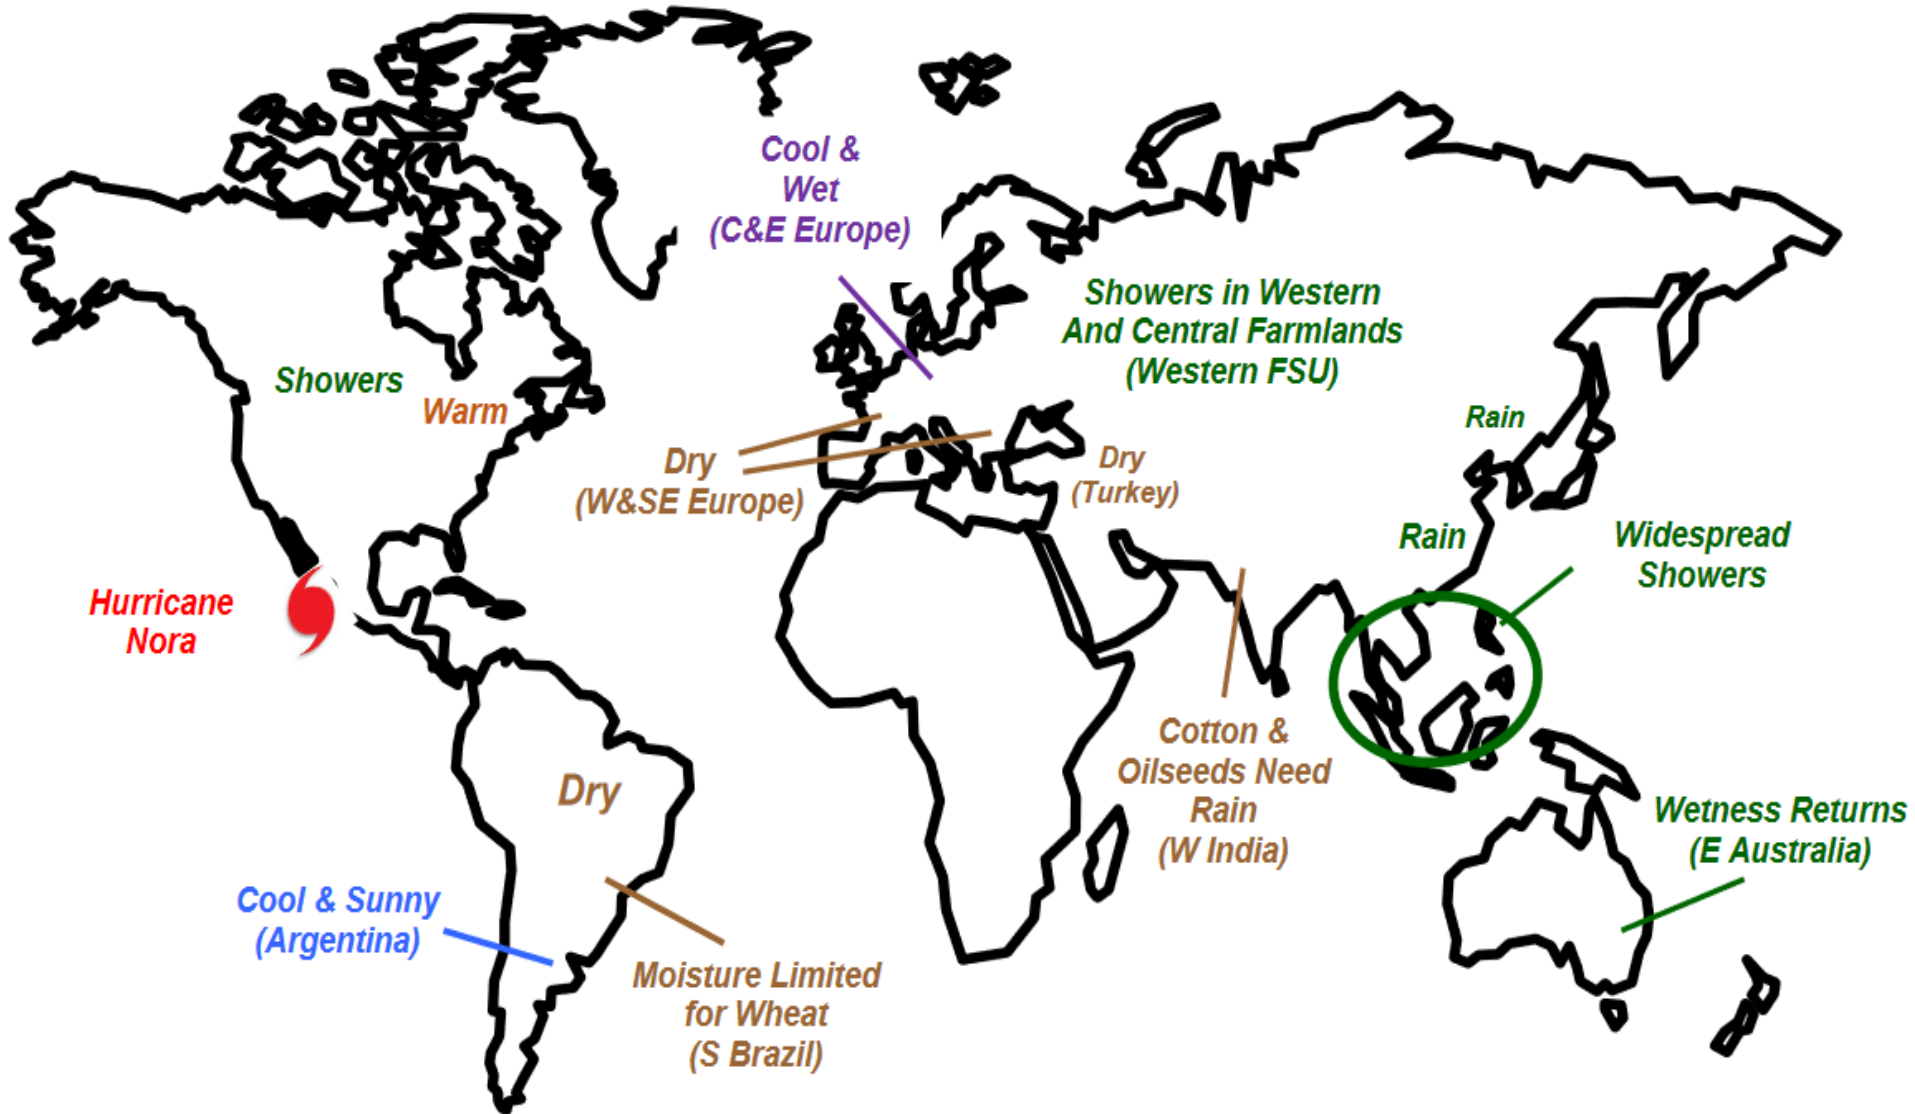 Cool &
Wet
(C&E Europe)
Showers in Western
And Central Farmlands
(Western FSU)
Showers
Warm
Rain
Dry
(W&SE Europe)
Dry
(Turkey)
Rain
Widespread
Showers
Hurricane
Nora
Cotton &
Oilseeds Need
Rain
(W India)
Dry
Wetness Returns
(E Australia)
Cool & Sunny
(Argentina)
Moisture Limited
for Wheat
(S Brazil)